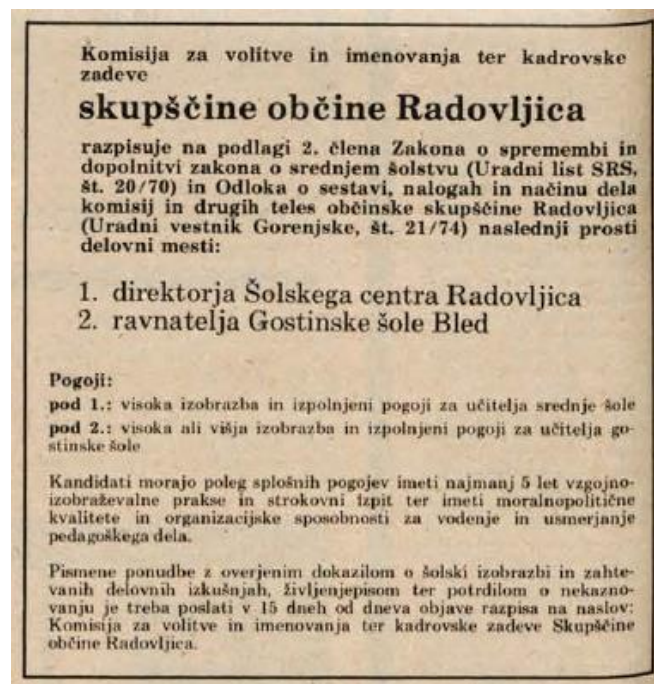 Komisija za volitve in imenovanja ter kadrovske
zadeve
skupščine občine Radovljica
razpisuje na podlagi 2. člena Zakona o spremembi in
dopolnitvi zakona o srednjem šolstvu (Uradni list SRS,
št. 20/70) in Odloka o sestavi, nalogah in načinu dela
komisij in drugih teles občinske skupščine Radovljica
(Uradni vestnik Gorenjske, št. 21/74) naslednji prosti
delovni mesti:
1. direktorja Šolskega centra Radovljica
2. ravnatelja Gostinske šole Bled
Pogoji:
pod 1.: visoka izobrazba in izpolnjeni pogoji za učitelja srednje šole
pod 2.: visoka ali višja izobrazba in izpolnjeni pogoji za učitelja go-
stinske šole
Kandidati morajo poleg splošnih pogojev imeti najmanj 5 let vzgojno-
izobraževalne prakse in strokovni izpit ter imeti moralnopolitične
kvalitete in organizacijske sposobnosti za vodenje in usmerjanje
pedagoškega dela.
Pismene ponudbe z overjenim dokazilom o šolski izobrazbi in zahte-
vanih delovnih izkušnjah, življenjepisom ter potrdilom o nekazno-
vanju je treba poslati v 15 dneh od dneva objave razpisa na naslov:
Komisija za volitve in imenovanja ter kadrovske zadeve Skupščine
občine Radovljica.